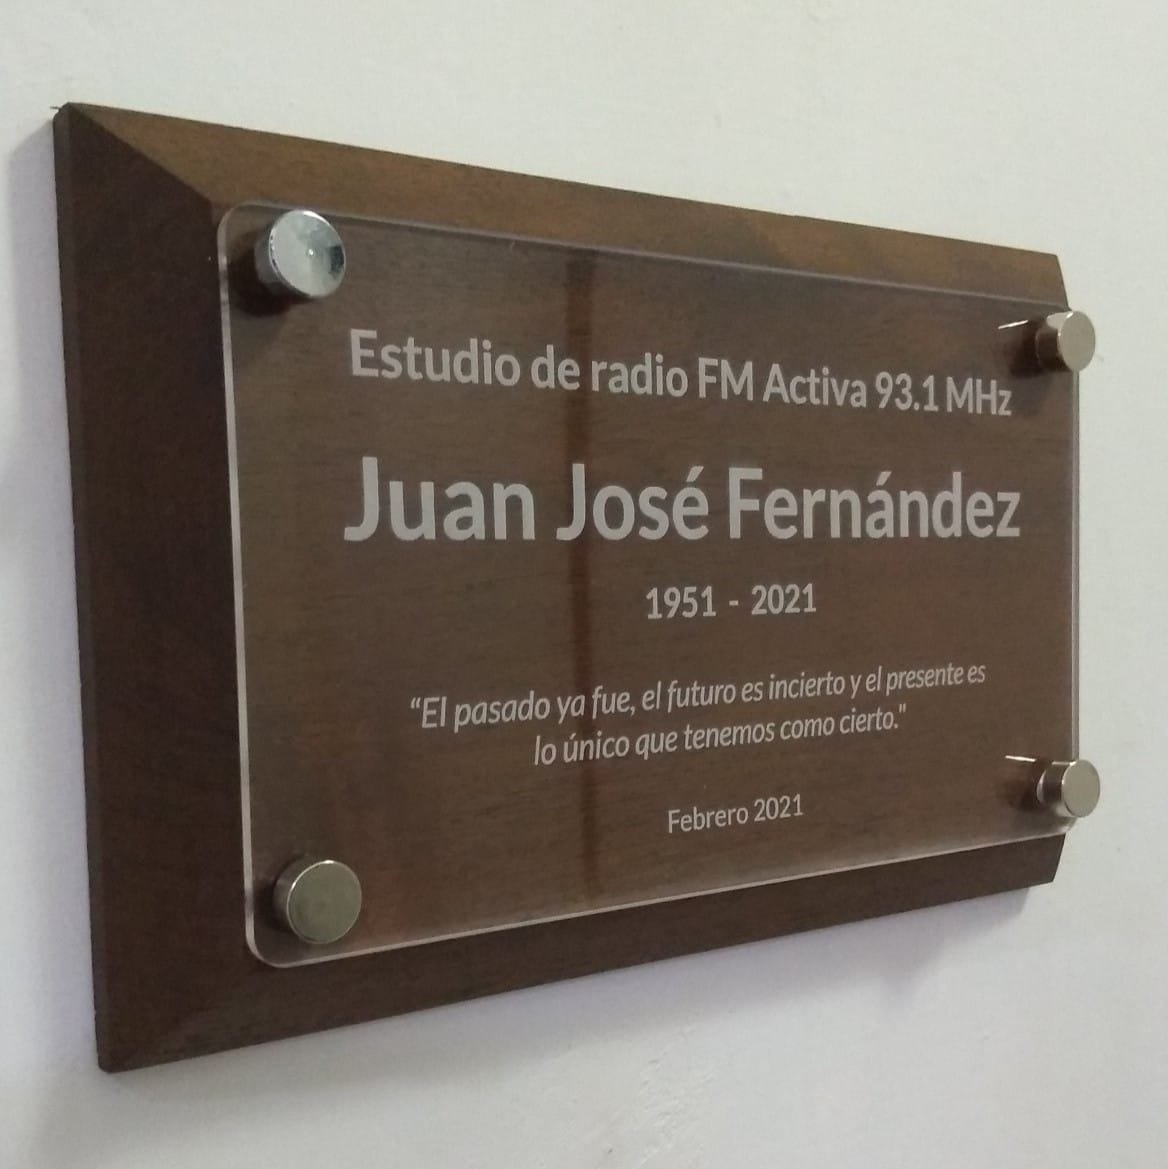 Estudio de radio FM Activa 93.1 MHz
Juan José Fernández
1951 - 2021
“El pasado ya fue, el futuro es incierto y el presente es
lo único que tenemos como cierto."
Febrero 2021